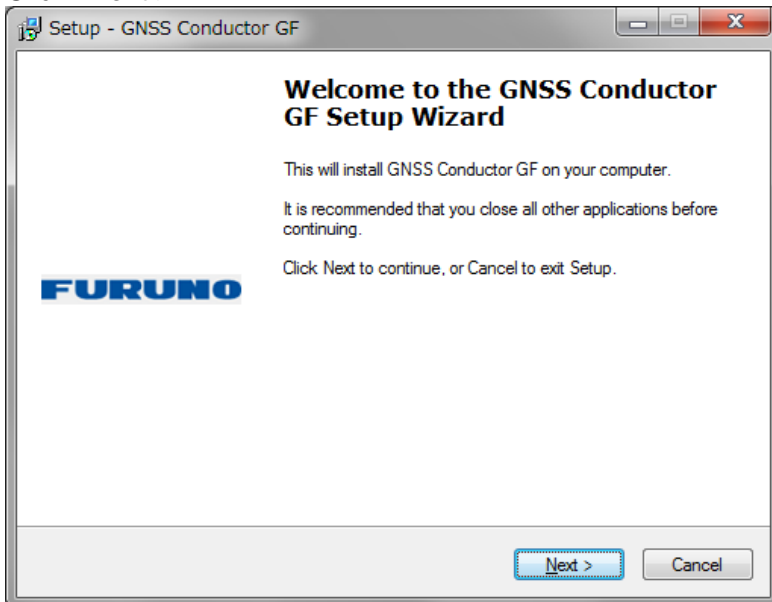 Setup - GNSS Conductor GF
Welcome to the GNSS Conductor
GF Setup Wizard
This will install GNSS Conductor GF on your computer.
It is recommended that you close all other applications before
continuing.
Click Next to continue, or Cancel to exit Setup.
FURUNO
Next >
Cancel